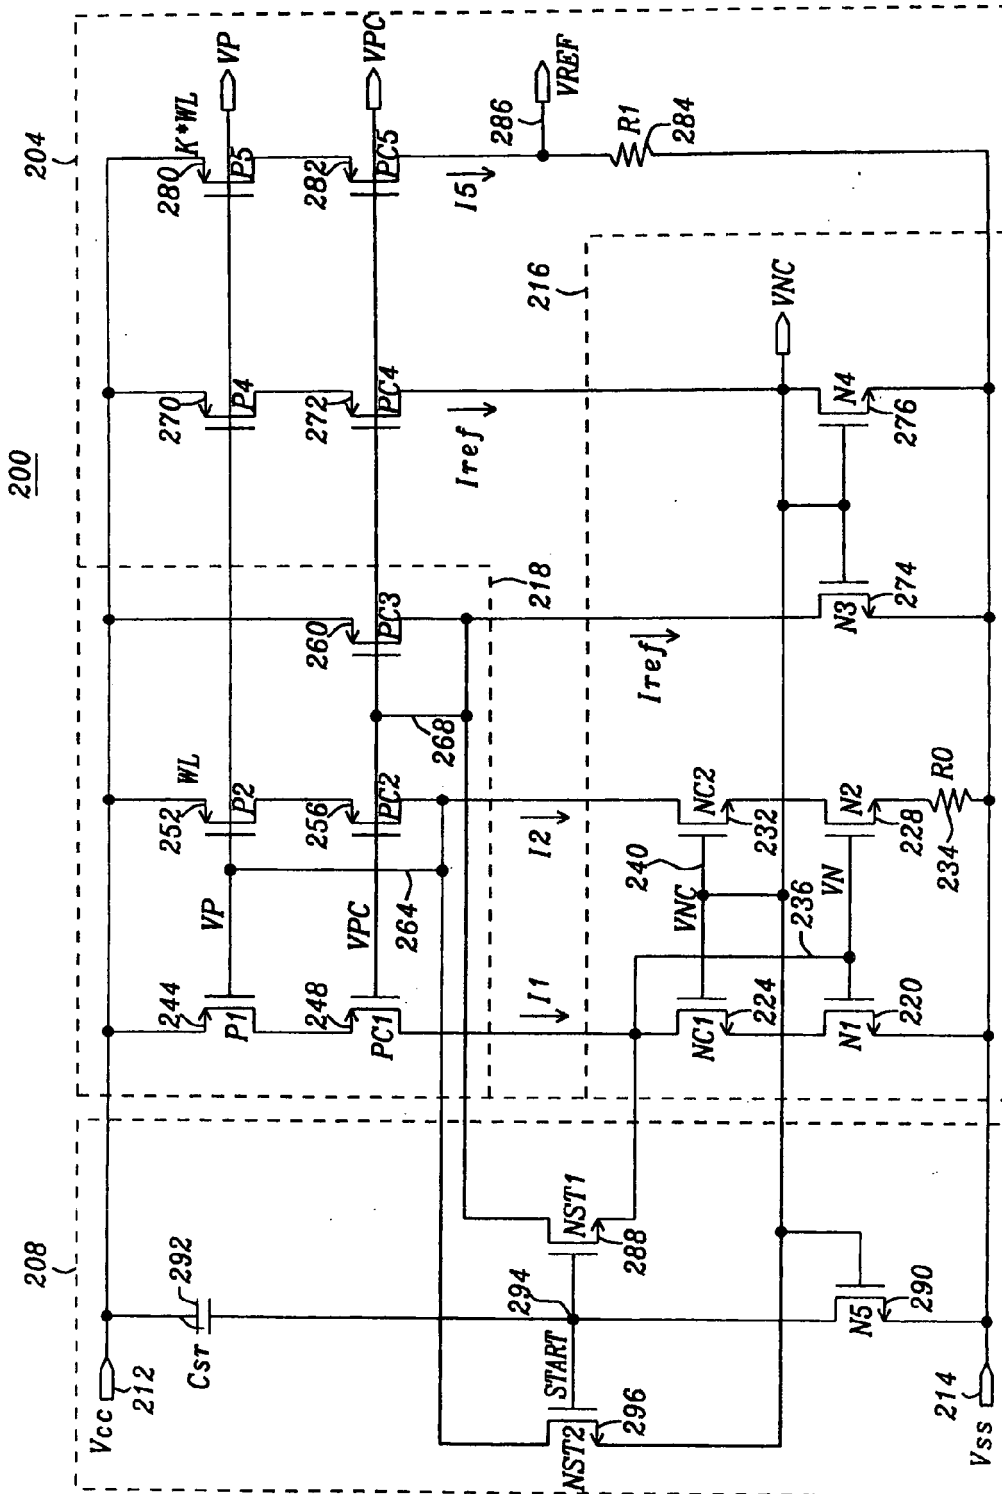 200
204
VP
VPC
K*WL
280
P5
282
PC5
I5
286
VREF
R1
284
270
P4
272
PC4
Iref
216
VNC
N4
276
218
260
PC3
268
Iref
N3
274
WL
252
P2
256
PC2
264
I2
240
NC2
232
VNC
236
VN
N2
228
R0
234
VP
244
P1
VPC
248
PC1
I1
NC1
224
N1
220
208
292
Csr
212
Vcc
294
START
NST1
288
NST2
296
N5
290
214
Vss